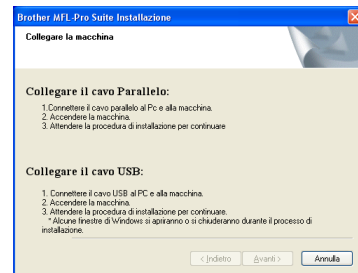 Brother MFL-Pro Suite Installazione
Collegare la macchina
Collegare il cavo Parallelo:
1.Connettere il cavo parallelo al Pc e alla macchina.
2. Accendere la macchina.
3. Attendere la procedura di installazione per continuare
Collegare il cavo USB:
1. Connettere il cavo USB al PC e alla macchina.
2. Accendere la macchina.
3. Attendere la procedura di installazione per continuare.
* Alcune finestre di Windows si apriranno o si chiuderanno durante il processo di
installazione.
< Indietro Avanti > Annulla